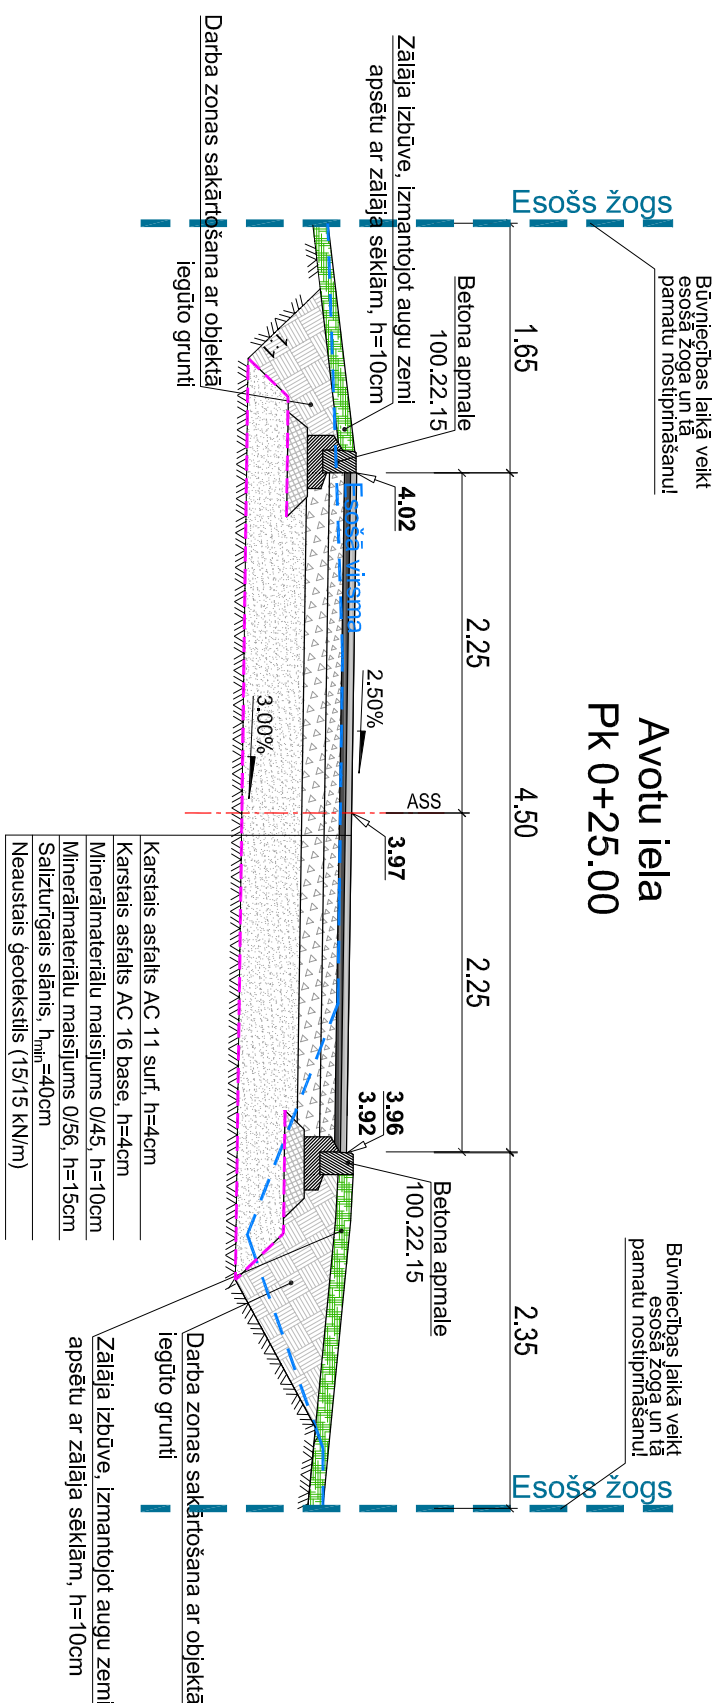 Avotu iela
Pk 0+25.00
Esošs žogs
Būvniecības laikā veikt
esošā žoga un tā
pamatu nostiprināšanu!
Būvniecības laikā veikt
esošā žoga un tā
pamatu nostiprināšanu!
Esošs žogs
1.65
4.50
2.35
2.25
2.25
Betona apmale
100.22.15
Zālāja izbūve, izmantojot augu zemi
apsētu ar zālāja sēklām, h=10cm
4.02
ASS
3.97
3.96
3.92
Betona apmale
100.22.15
2.50%
Esošā virsma
1:1
3.00%
Darba zonas sakārtošana ar objektā
iegūto grunti
Karstais asfalts AC 11 surf, h=4cm
Karstais asfalts AC 16 base, h=4cm
Minerālmateriālu maisījums 0/45, h=10cm
Minerālmateriālu maisījums 0/56, h=15cm
Salizturīgais slānis, hmin=40cm
Neaustais ģeotekstils (15/15 kN/m)
Darba zonas sakārtošana ar objektā
iegūto grunti
Zālāja izbūve, izmantojot augu zemi
apsētu ar zālāja sēklām, h=10cm